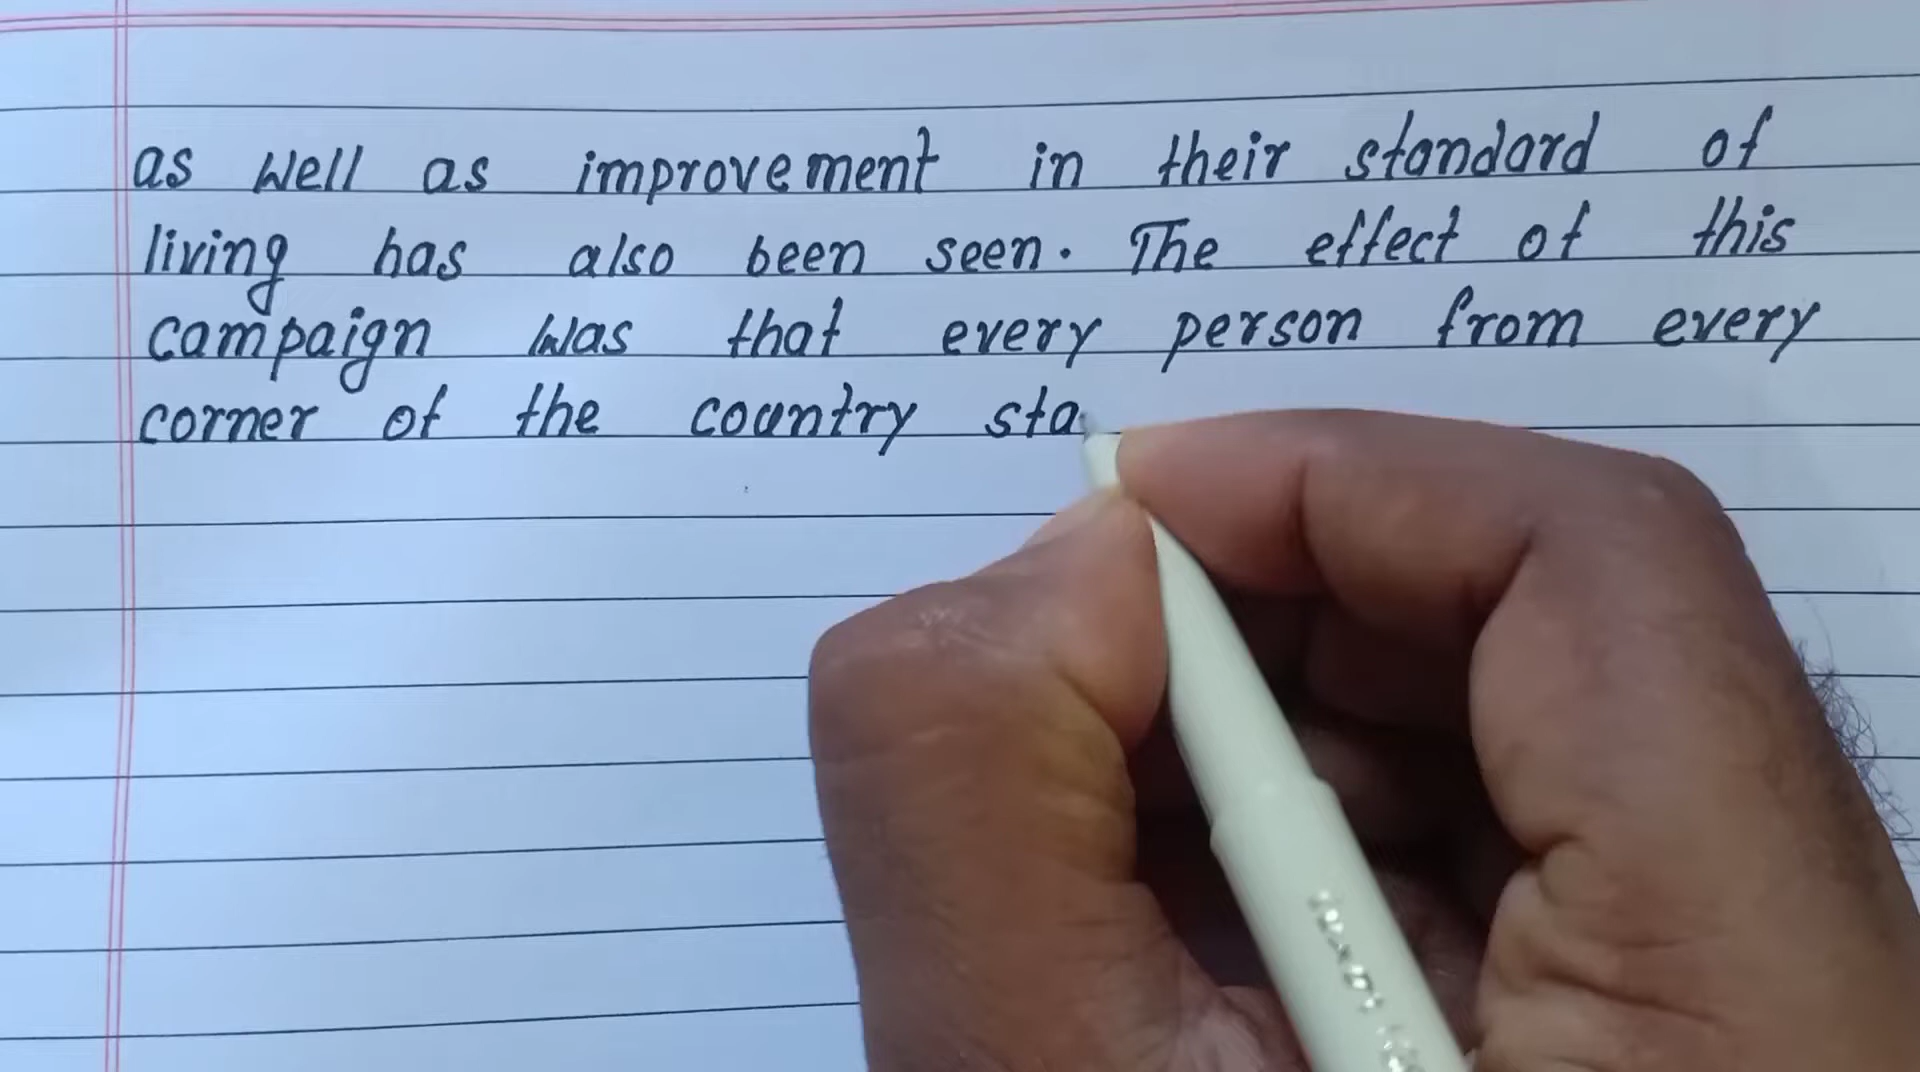 as well as improvement in their standard of
living has also been seen. The effect of this
campaign was that every person from every
corner of the country sta